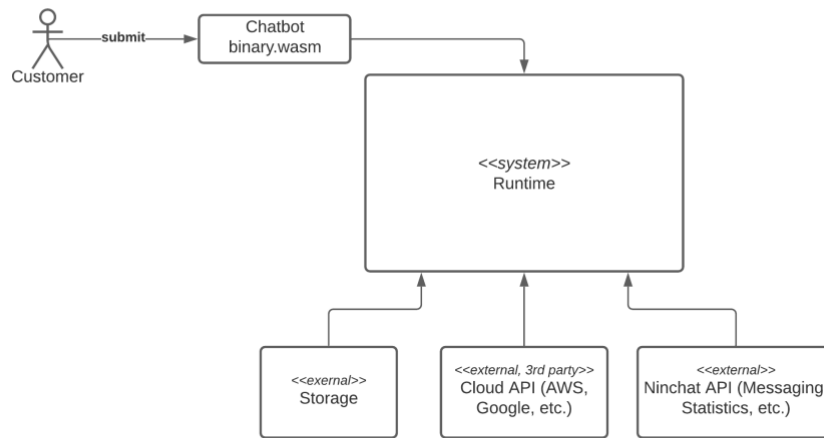 Chatbot
binary.wasm
submit
Customer
<<system>>
Runtime
<<exernal>>
Storage
<<external, 3rd party>>
Cloud API (AWS,
Google, etc.)
<<exernal>>
Ninchat API (Messaging,
Statistics, etc.)